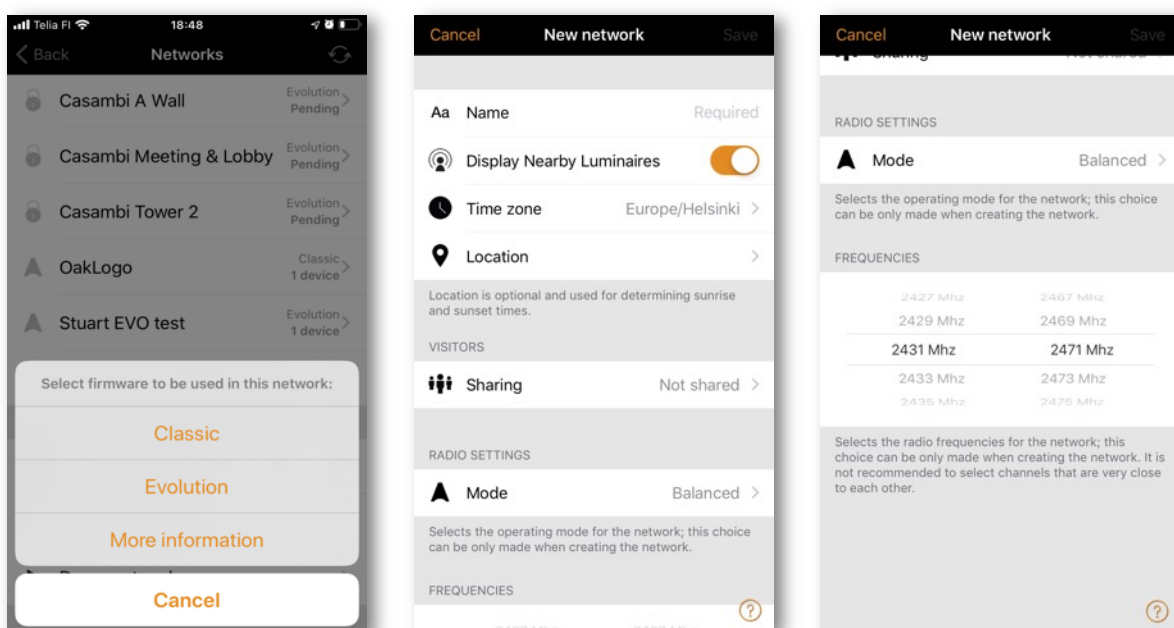 Telia FI
18:48
Back
Networks
Casambi A Wall
Evolution
Pending
Casambi Meeting & Lobby
Evolution
Pending
Casambi Tower 2
Evolution
Pending
OakLogo
Classic
1 device
Stuart EVO test
Evolution
1 device
Select firmware to be used in this network:
Classic
Evolution
More information
Cancel
Cancel
New network
Save
Aa Name
Required
Display Nearby Luminaires
Time zone
Europe/Helsinki
Location
Location is optional and used for determining sunrise
and sunset times.
VISITORS
Sharing
Not shared
RADIO SETTINGS
Mode
Balanced
Selects the operating mode for the network; this choice
can be only made when creating the network.
FREQUENCIES
?
Cancel
New network
Save
Sharing
Not shared
RADIO SETTINGS
Mode
Balanced
Selects the operating mode for the network; this choice
can be only made when creating the network.
FREQUENCIES
2427 Mhz 2467 Mhz
2429 Mhz 2469 Mhz
2431 Mhz 2471 Mhz
2433 Mhz 2473 Mhz
2435 Mhz 2475 Mhz
Selects the radio frequencies for the network; this
choice can be only made when creating the network. It is
not recommended to select channels that are very close
to each other.
?